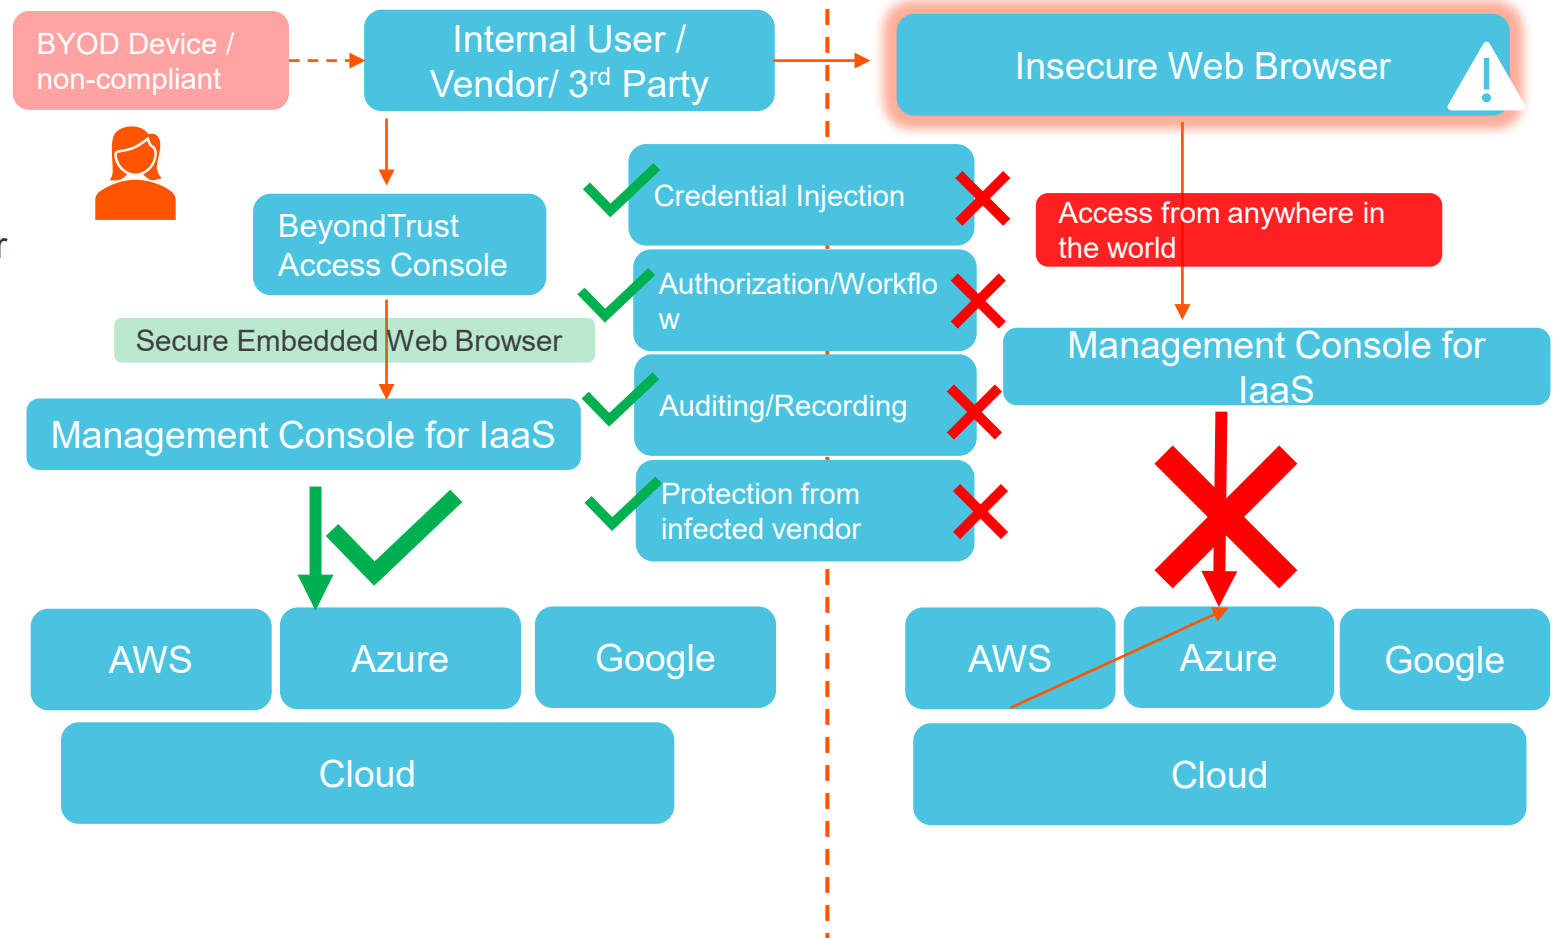 BYOD Device /
non-compliant
Internal User /
Vendor/ 3rd Party
Insecure Web Browser
r
BeyondTrust
Access Console
Secure Embedded Web Browser
Management Console for IaaS
Credential Injection
Authorization/Workflo
w
Auditing/Recording
Protection from
infected vendor
Access from anywhere in
the world
Management Console for
IaaS
AWS
Azure
Google
Cloud
AWS
Azure
Google
Cloud